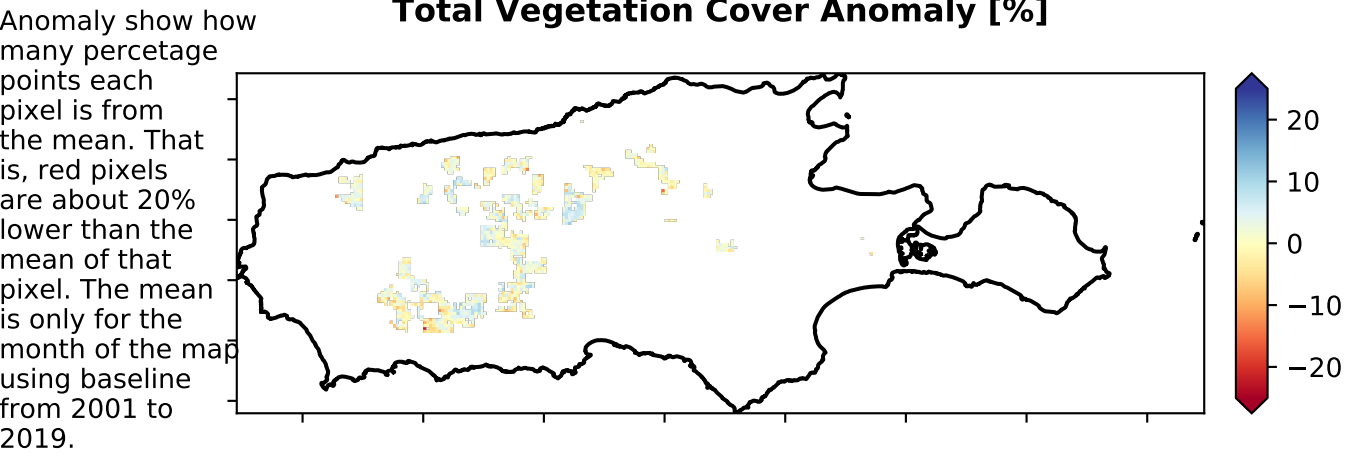 Total Vegetation Cover Anomaly [%]
Anomaly show how
many percetage
points each
pixel is from
the mean. That
is, red pixels
are about 20%
lower than the
mean of that
pixel. The mean
is only for the
month of the map
using baseline
from 2001 to
2019.
20
10
0
−10
−20